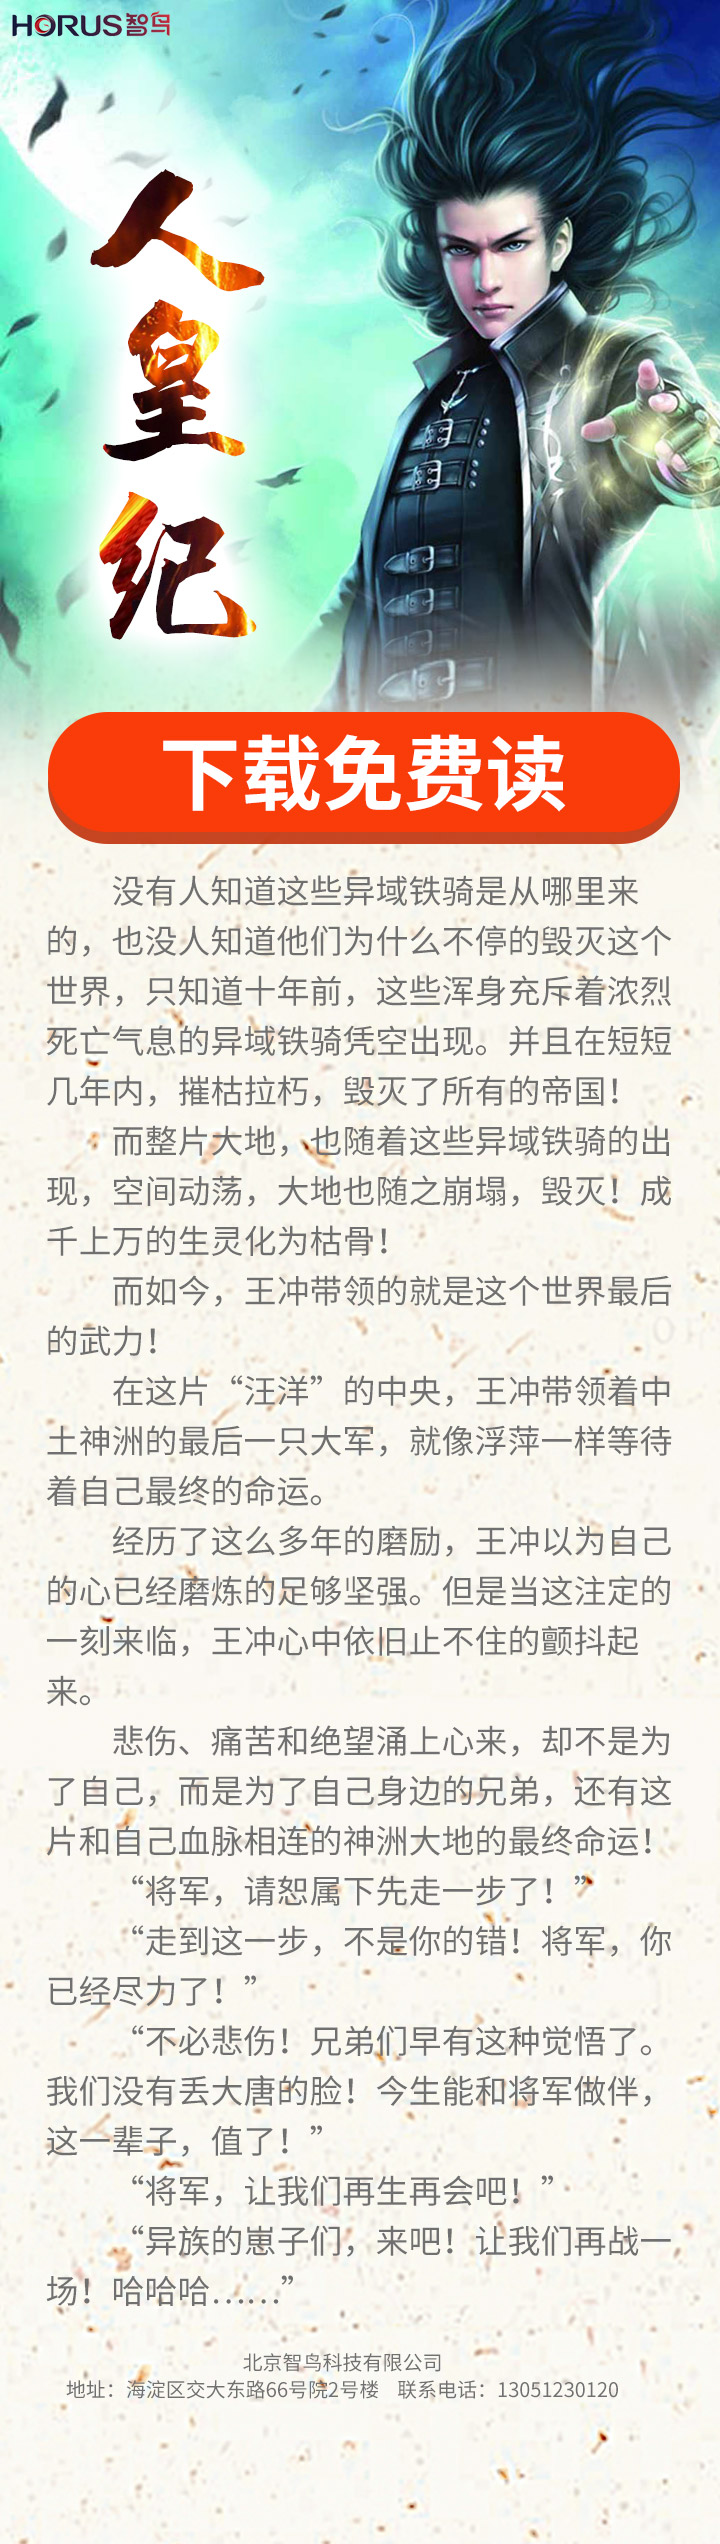 HORUS智鸟
人
皇
纪
下载免费读
没有人知道这些异域铁骑是从哪里来
的，也没人知道他们为什么不停的毁灭这个
世界，只知道十年前，这些浑身充斥着浓烈
死亡气息的异域铁骑凭空出现。并且在短短
几年内，摧枯拉朽，毁灭了所有的帝国！
而整片大地，也随着这些异域铁骑的出
现，空间动荡，大地也随之崩塌，毁灭！成
千上万的生灵化为枯骨！
而如今，王冲带领的就是这个世界最后
的武力！
在这片“汪洋”的中央，王冲带领着中
土神洲的最后一只大军，就像浮萍一样等待
着自己最终的命运。
经历了这么多年的磨励，王冲以为自己
的心已经磨炼的足够坚强。但是当这注定的
一刻来临，王冲心中依旧止不住的颤抖起
来。
悲伤、痛苦和绝望涌上心来，却不是为
了自己，而是为了自己身边的兄弟，还有这
片和自己血脉相连的神洲大地的最终命运！
“将军，请恕属下先走一步了！”
“走到这一步，不是你的错！将军，你
已经尽力了！”
“不必悲伤！兄弟们早有这种觉悟了。
我们没有丢大唐的脸！今生能和将军做伴，
这一辈子，值了！”
“将军，让我们再生再会吧！”
“异族的崽子们，来吧！让我们再战一
场！哈哈哈……”
北京智鸟科技有限公司
地址：海淀区交大东路66号院2号楼 联系电话：13051230120